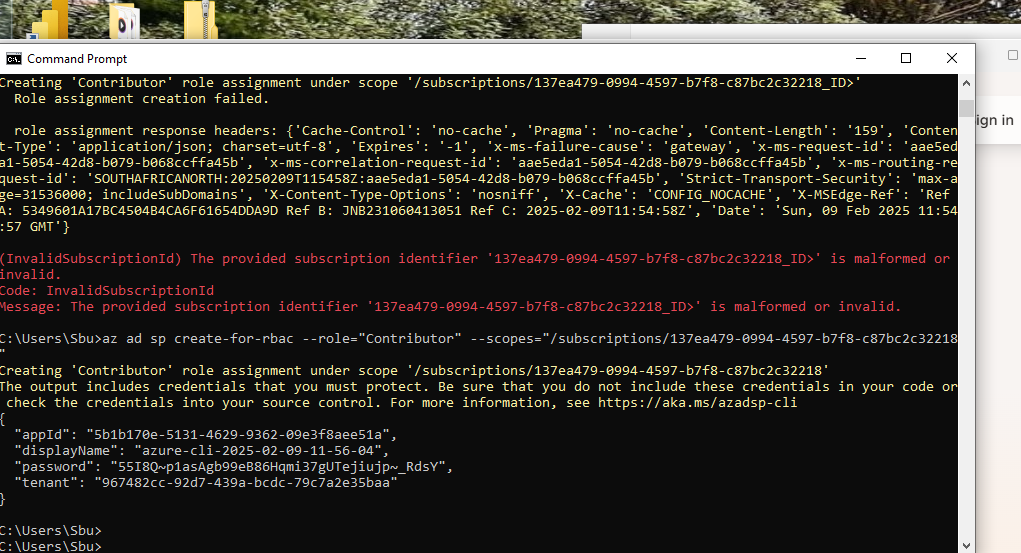 Command Prompt
Creating 'Contributor' role assignment under scope '/subscriptions/137ea479-0994-4597-b7f8-c87bc2c32218_ID>'
Role assignment creation failed.
role assignment response headers: {'Cache-Control': 'no-cache', 'Pragma': 'no-cache', 'Content-Length': '159', 'Conten
t-Type': 'application/json; charset=utf-8', 'Expires': '-1', 'x-ms-failure-cause': 'gateway', 'x-ms-request-id': 'aae5ed
a1-5054-42d8-b079-b068ccffa45b', 'x-ms-correlation-request-id': 'aae5eda1-5054-42d8-b079-b068ccffa45b', 'x-ms-routing-re
quest-id': 'SOUTHAFRICANORTH:20250209T115458Z:aae5eda1-5054-42d8-b079-b068ccffa45b', 'Strict-Transport-Security': 'max-a
ge=31536000; includeSubDomains', 'X-Content-Type-Options': 'nosniff', 'X-Cache': 'CONFIG_NOCACHE', 'X-MSEdge-Ref': 'Ref
A: 5349601A17BC4504B4CA6F61654DDA9D Ref B: JNB231060413051 Ref C: 2025-02-09T11:54:58Z', 'Date': 'Sun, 09 Feb 2025 11:54
:57 GMT'}
(InvalidSubscriptionId) The provided subscription identifier '137ea479-0994-4597-b7f8-c87bc2c32218_ID>' is malformed or
invalid.
Code: InvalidSubscriptionId
Message: The provided subscription identifier '137ea479-0994-4597-b7f8-c87bc2c32218_ID>' is malformed or invalid.
C:\Users\Sbu>az ad sp create-for-rbac --role="Contributor" --scopes="/subscriptions/137ea479-0994-4597-b7f8-c87bc2c32218
"
Creating 'Contributor' role assignment under scope '/subscriptions/137ea479-0994-4597-b7f8-c87bc2c32218'
The output includes credentials that you must protect. Be sure that you do not include these credentials in your code or
check the credentials into your source control. For more information, see https://aka.ms/azadsp-cli
{
"appId": "5b1b170e-5131-4629-9362-09e3f8aee51a",
"displayName": "azure-cli-2025-02-09-11-56-04",
"password": "55I8Q~p1asAgb99eB86Hqmi37gUTejiujp~_RdsY",
"tenant": "967482cc-92d7-439a-bcdc-79c7a2e35baa"
}
C:\Users\Sbu>
C:\Users\Sbu>
ign in